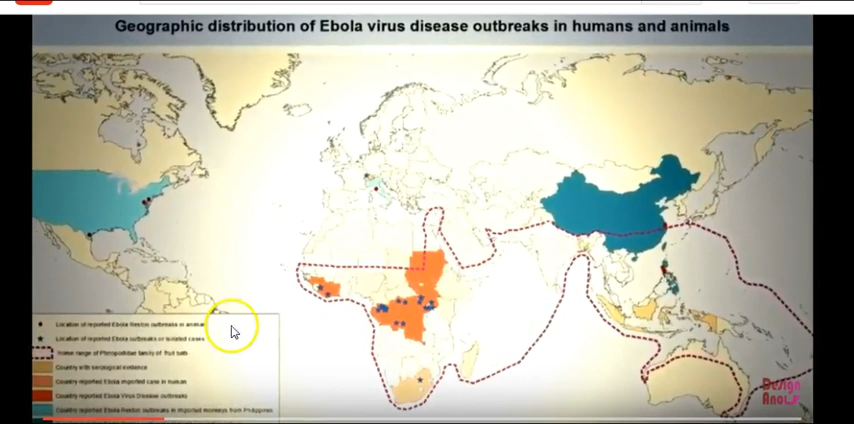 Geographic distribution of Ebola virus disease outbreaks in humans and animals
Location of reported Ebola Reston outbreaks in anim
Location of reported Ebola outbreaks or isolated cases
Home range of Pteropodidae family of fruit bats
Country with serological evidence
Country reported Ebola imported case in human
Country reported Ebola Virus Disease outbreaks
Country reported Ebola Reston outbreaks in imported monkeys from Philippines
Design